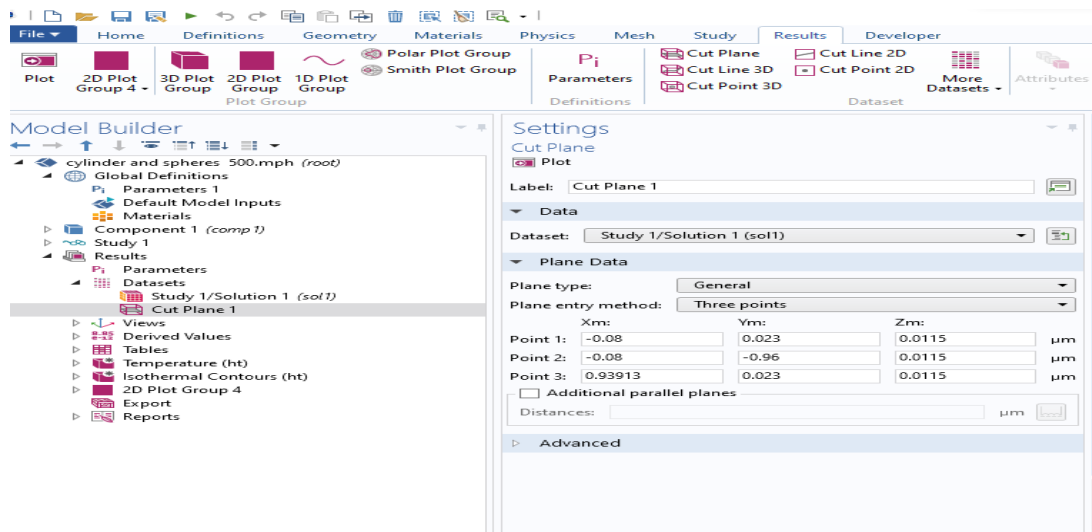 File Home Definitions Geometry Materials Physics Mesh Study Results Developer
Plot
2D Plot
Group 4
3D Plot
Group
2D Plot
Group
1D Plot
Group
Polar Plot Group
Smith Plot Group
Plot Group
Pi
Parameters
Definitions
Cut Plane
Cut Line 3D
Cut Point 3D
Cut Line 2D
Cut Point 2D
More
Datasets
Dataset
Attributes
Model Builder
cylinder and spheres 500.mph (root)
Global Definitions
Pi Parameters 1
Default Model Inputs
Materials
Component 1 (comp1)
Study 1
Results
Pi Parameters
Datasets
Study 1/Solution 1 (sol1)
Cut Plane 1
Views
8.85
e-12 Derived Values
Tables
Temperature (ht)
Isothermal Contours (ht)
2D Plot Group 4
Export
Reports
Settings
Cut Plane
Plot
Label: Cut Plane 1
Data
Dataset: Study 1/Solution 1 (sol1)
Plane Data
Plane type: General
Plane entry method: Three points
Xm: Ym: Zm:
Point 1: -0.08 0.023 0.0115 µm
Point 2: -0.08 -0.96 0.0115 µm
Point 3: 0.93913 0.023 0.0115 µm
Additional parallel planes
Distances: µm
Advanced